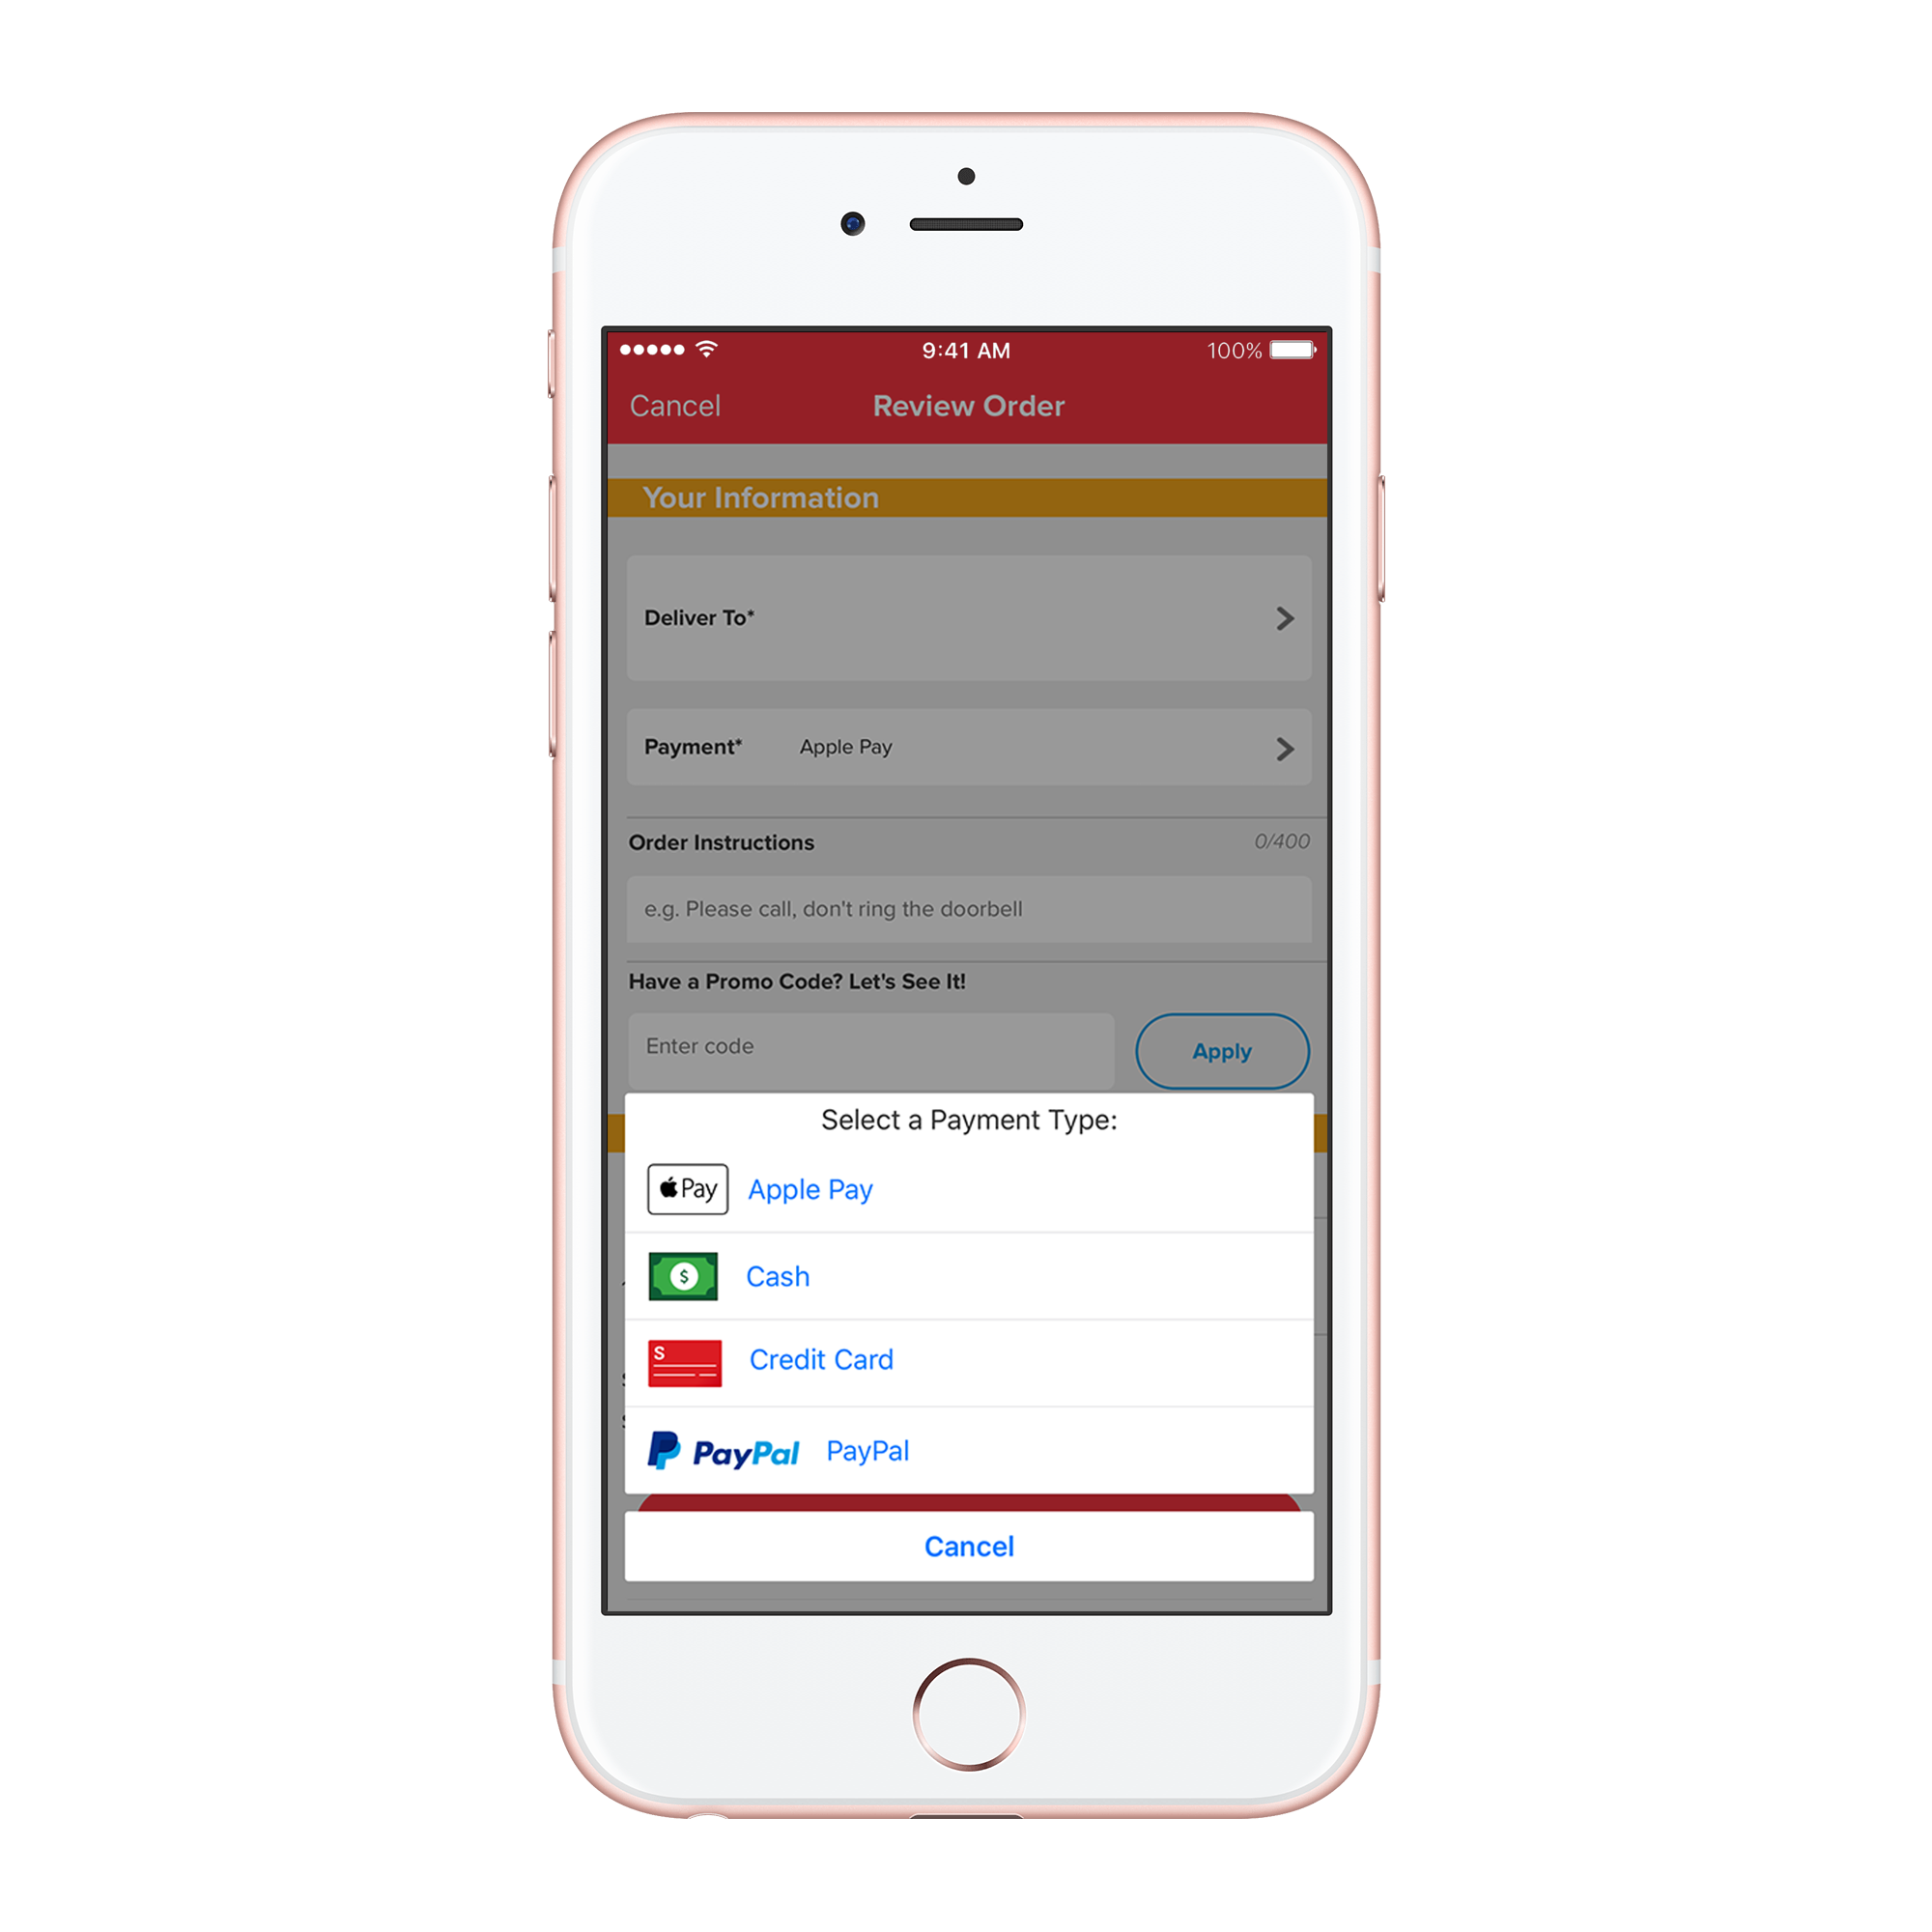 9:41 AM 100%
Cancel Review Order
Your Information
Deliver To*
Payment* Apple Pay
Order Instructions 0/400
e.g. Please call, don't ring the doorbell
Have a Promo Code? Let's See It!
Enter code Apply
Select a Payment Type:
Pay Apple Pay
$ Cash
S Credit Card
PayPal PayPal
Cancel